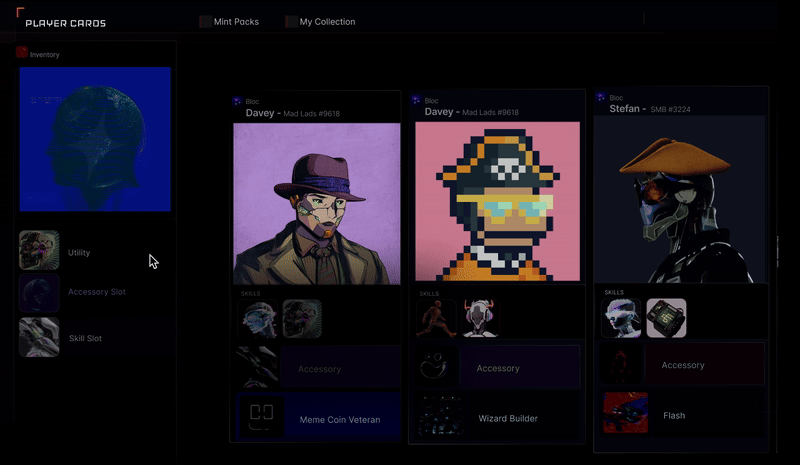 PLAYER CARDS
Mint Packs
My Collection
Inventory
Utility
Accessory Slot
Skill Slot
Bloc
Davey - Mad Lads #9618
SKILLS
Accessory
Meme Coin Veteran
Bloc
Davey - Mad Lads #9618
SKILLS
Accessory
Wizard Builder
Bloc
Stefan - SMB #3224
SKILLS
Accessory
Flash